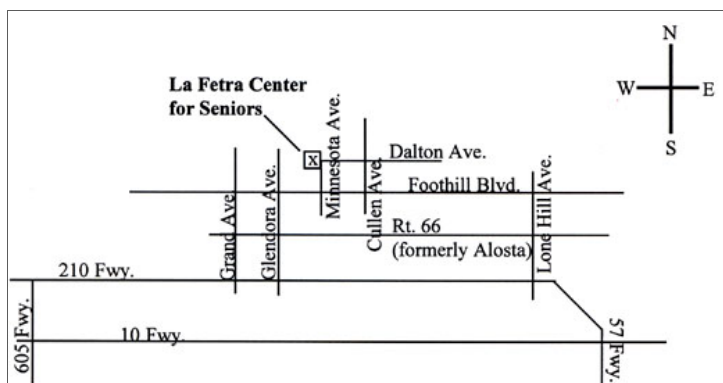 N
La Fetra Center
for Seniors
W
E
S
x
Minnesota Ave.
Dalton Ave.
Grand Ave.
Glendora Ave.
Cullen Ave.
Foothill Blvd.
Lone Hill Ave.
Rt. 66
(formerly Alosta)
210 Fwy.
605 Fwy.
10 Fwy.
57 Fwy.